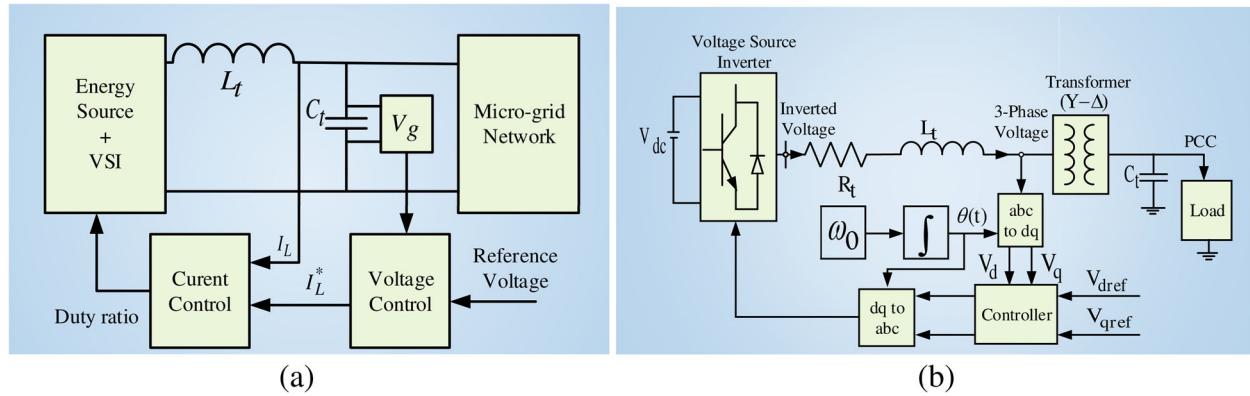 Energy
Source
+
VSI
L_t
C_t
V_g
Micro-grid
Network
I_L
I_L^*
Curent
Control
Voltage
Control
Reference
Voltage
Duty ratio
(a)
Voltage Source
Inverter
V_dc
Inverted
Voltage
R_t
L_t
3-Phase
Voltage
Transformer
(Y−Δ)
PCC
C_t
Load
ω_0
∫
θ(t)
abc
to dq
V_d
V_q
dq to
abc
Controller
V_dref
V_qref
(b)